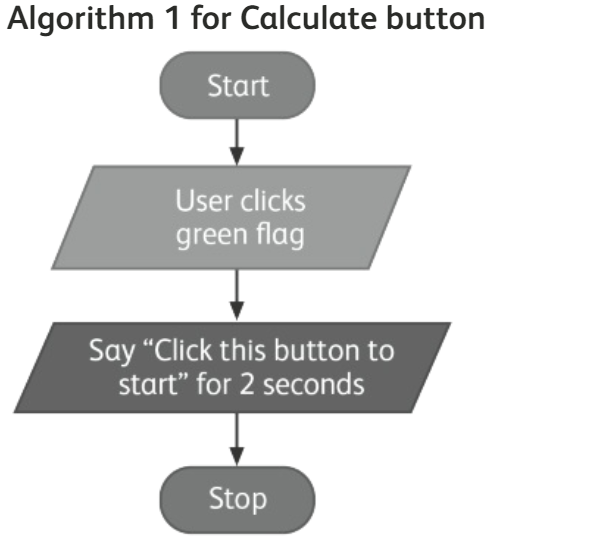 Algorithm 1 for Calculate button
Start
User clicks
green flag
Say “Click this button to
start” for 2 seconds
Stop